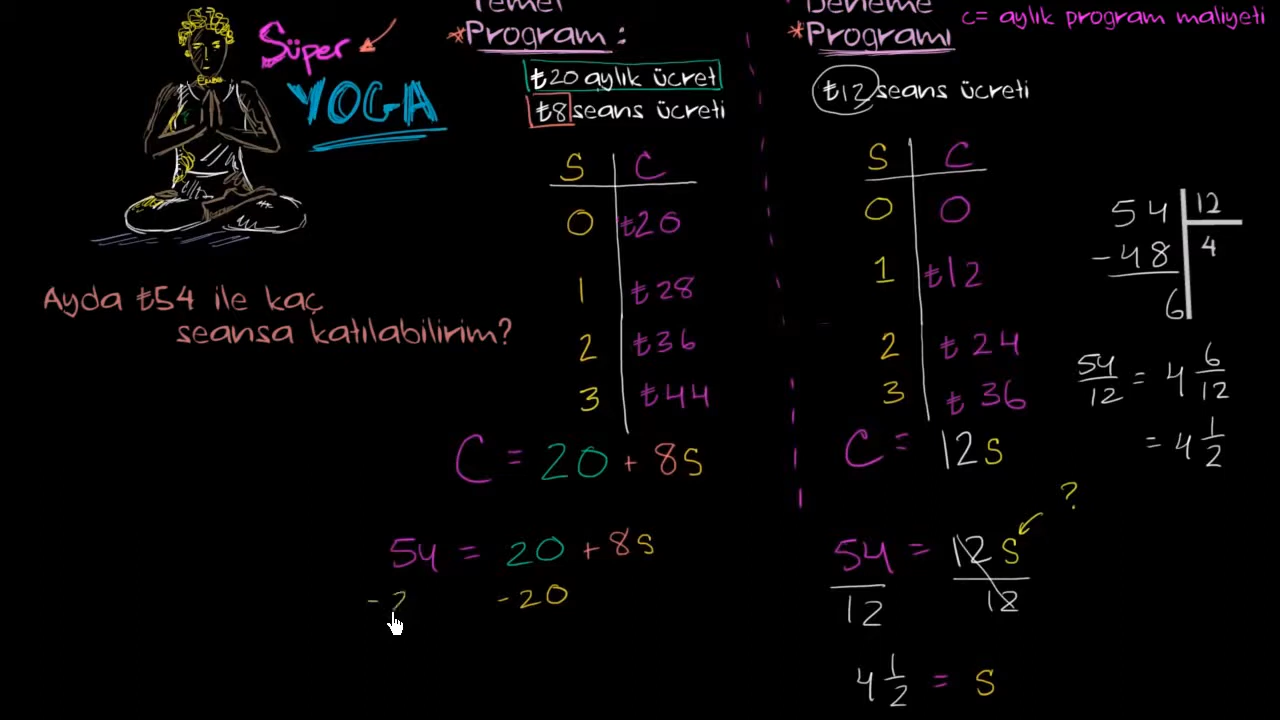 Süper
YOGA
Temel
*Program:
₺20 aylık ücret
₺8 seans ücreti
S C
0 ₺20
1 ₺28
2 ₺36
3 ₺44
C = 20 + 8s
54 = 20 + 8s
-2 -20
Deneme
*Programı
c= aylık program maliyeti
₺12 seans ücreti
S C
0 0
1 ₺12
2 ₺24
3 ₺36
C = 12s
?
54 = 12s
12 12
4 1/2 = s
54 12
-48 4
6
54/12 = 4 6/12
= 4 1/2
Ayda ₺54 ile kaç
seansa katılabilirim?